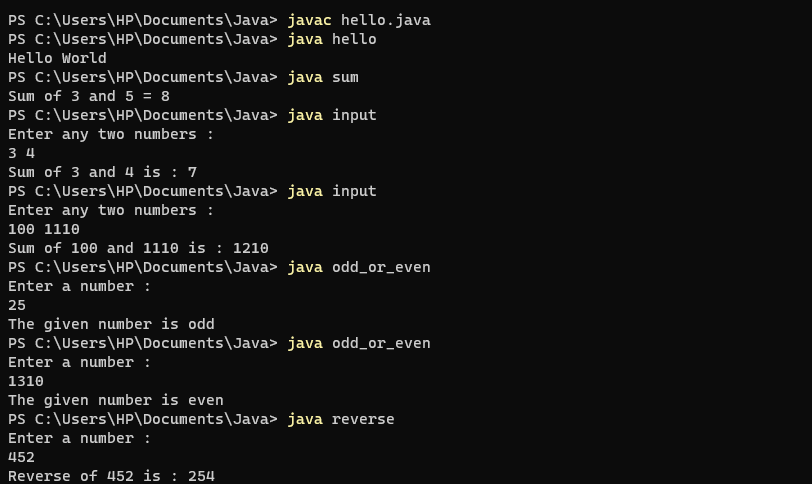 PS C:\Users\HP\Documents\Java> javac hello.java
PS C:\Users\HP\Documents\Java> java hello
Hello World
PS C:\Users\HP\Documents\Java> java sum
Sum of 3 and 5 = 8
PS C:\Users\HP\Documents\Java> java input
Enter any two numbers :
3 4
Sum of 3 and 4 is : 7
PS C:\Users\HP\Documents\Java> java input
Enter any two numbers :
100 1110
Sum of 100 and 1110 is : 1210
PS C:\Users\HP\Documents\Java> java odd_or_even
Enter a number :
25
The given number is odd
PS C:\Users\HP\Documents\Java> java odd_or_even
Enter a number :
1310
The given number is even
PS C:\Users\HP\Documents\Java> java reverse
Enter a number :
452
Reverse of 452 is : 254